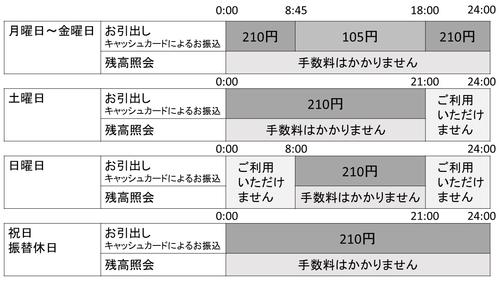 0:00 8:45 18:00 24:00
月曜日～金曜日 お引出し 210円 105円 210円
キャッシュカードによるお振込
残高照会 手数料はかかりません
0:00 21:00 24:00
土曜日 お引出し 210円 ご利用
キャッシュカードによるお振込 いただけ
残高照会 手数料はかかりません ません
0:00 8:00 24:00
日曜日 お引出し ご利用 210円 ご利用
キャッシュカードによるお振込 いただけ いただけ
残高照会 ません 手数料はかかりません ません
0:00 21:00 24:00
祝日 お引出し 210円
振替休日 キャッシュカードによるお振込
残高照会 手数料はかかりません